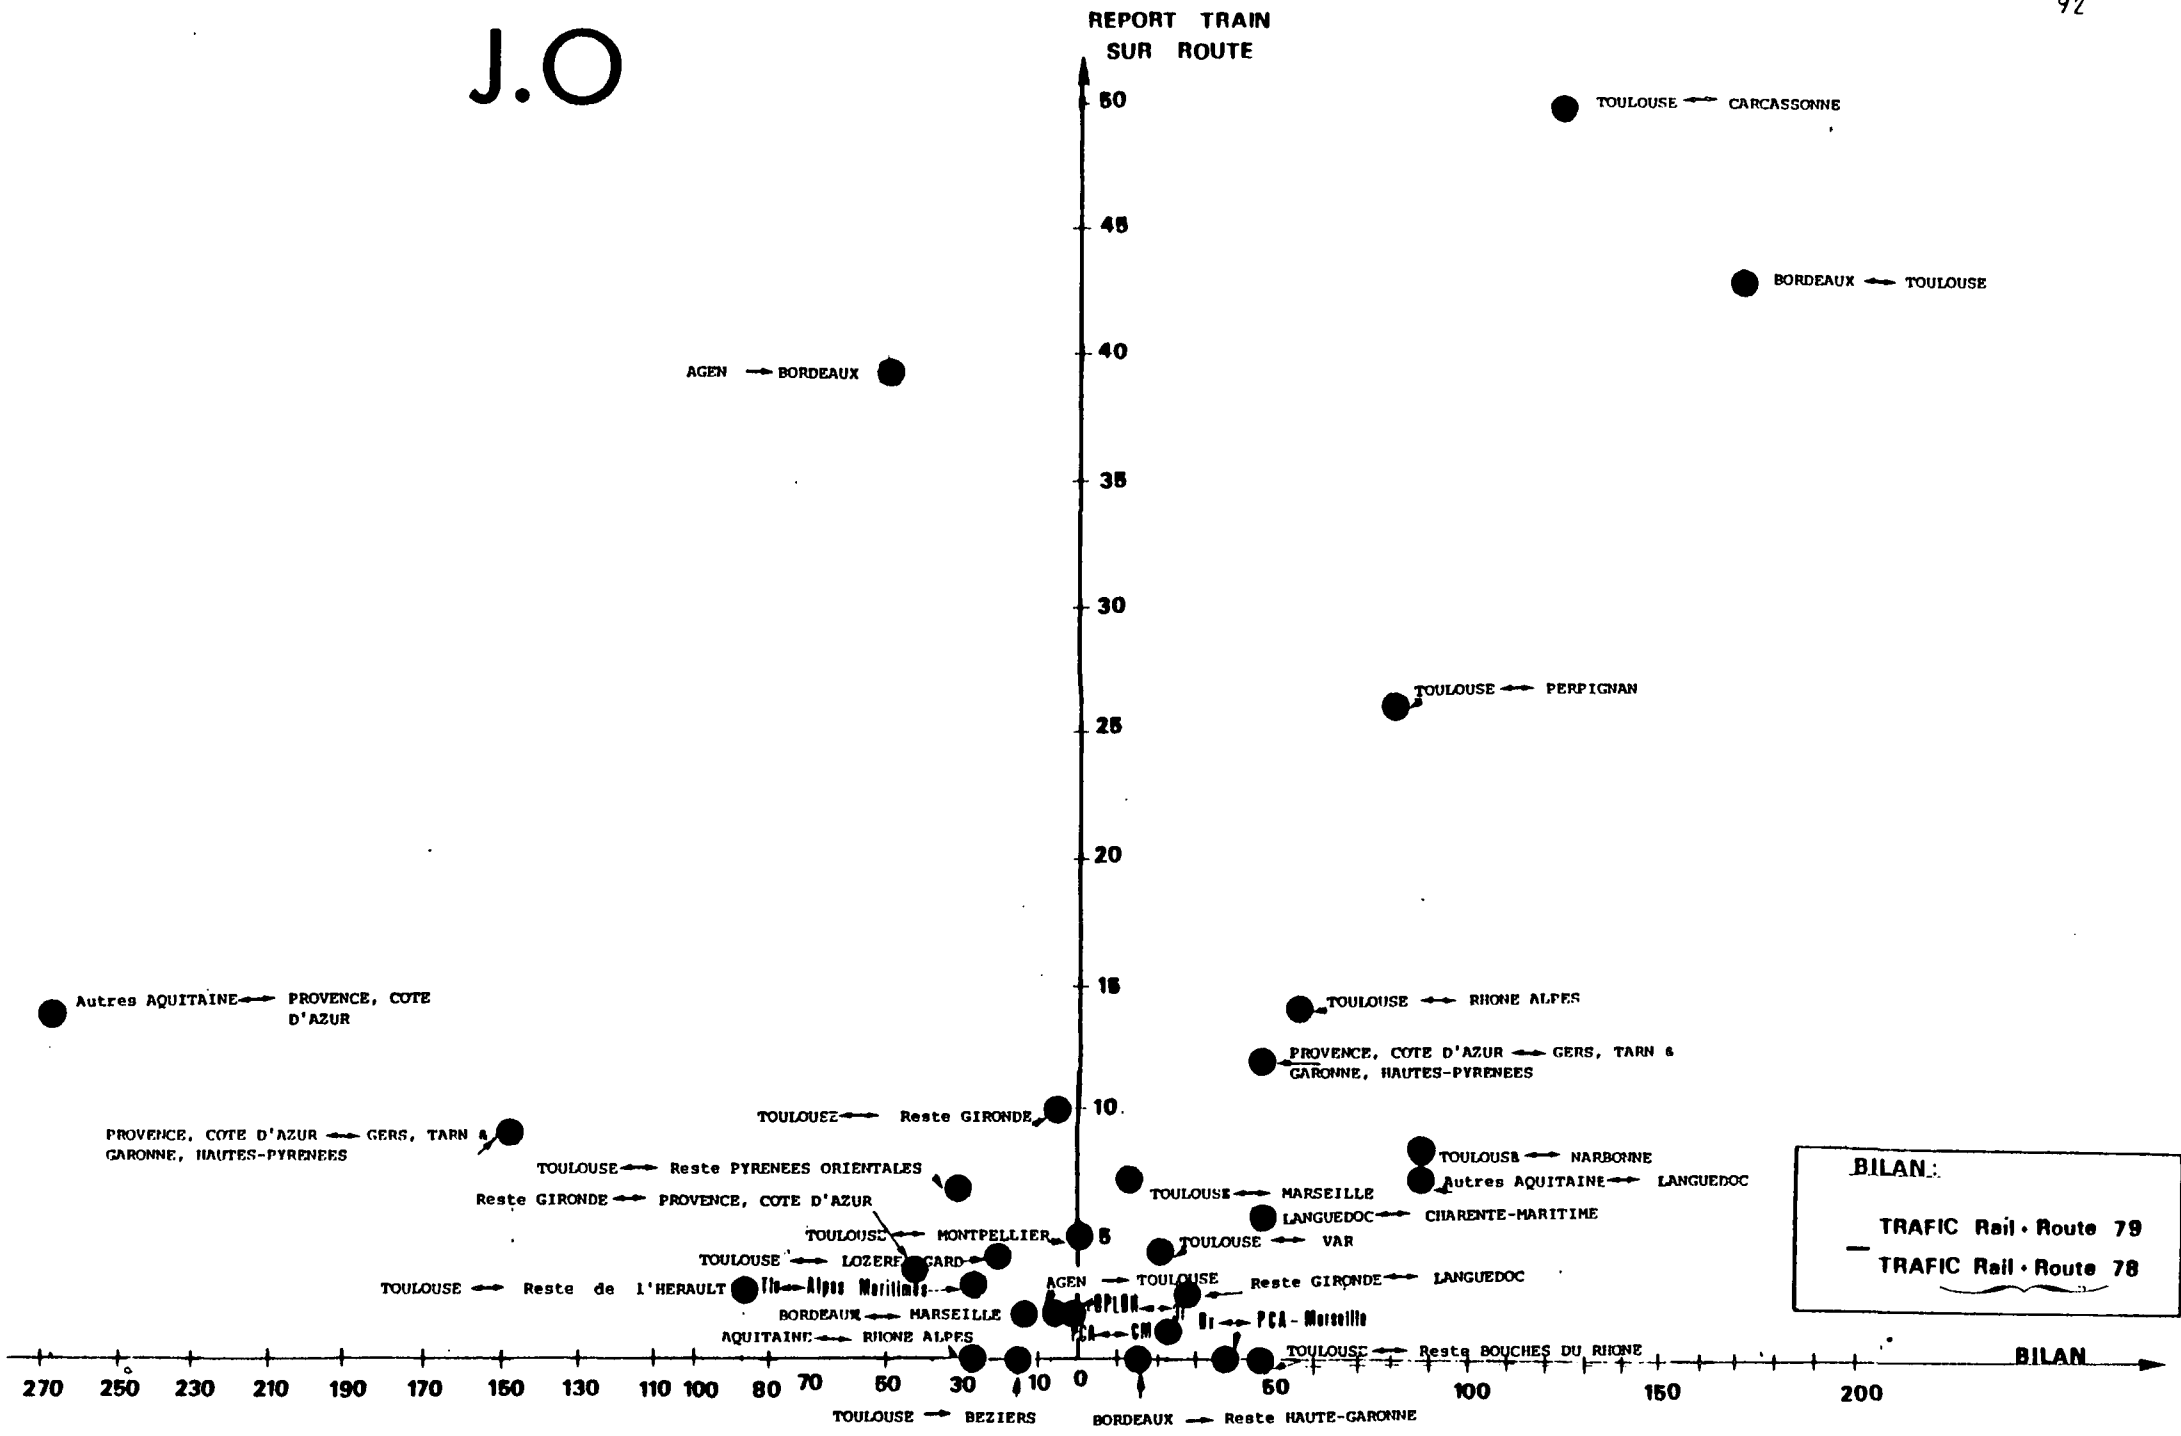 92
J.O
REPORT TRAIN
SUR ROUTE
50
TOULOUSE ↔ CARCASSONNE
45
BORDEAUX ↔ TOULOUSE
40
AGEN → BORDEAUX
35
30
TOULOUSE ↔ PERPIGNAN
25
20
15
Autres AQUITAINE ↔ PROVENCE, COTE
D'AZUR
TOULOUSE ↔ RHONE ALPES
PROVENCE, COTE D'AZUR ↔ GERS, TARN &
GARONNE, HAUTES-PYRENEES
10
TOULOUSE ↔ Reste GIRONDE
PROVENCE, COTE D'AZUR ↔ GERS, TARN &
GARONNE, HAUTES-PYRENEES
TOULOUSE ↔ NARBONNE
TOULOUSE ↔ Reste PYRENEES ORIENTALES
Autres AQUITAINE ↔ LANGUEDOC
TOULOUSE ↔ MARSEILLE
Reste GIRONDE ↔ PROVENCE, COTE D'AZUR
LANGUEDOC ↔ CHARENTE-MARITIME
TOULOUSE ↔ MONTPELLIER
5
TOULOUSE ↔ VAR
TOULOUSE ↔ LOZERE GARD
AGEN → TOULOUSE
Reste GIRONDE ↔ LANGUEDOC
TOULOUSE ↔ Reste de l'HERAULT
Tls ↔ Alpes Maritimes
BORDEAUX ↔ MARSEILLE
PCA ↔ CM
Br ↔ PCA - Marseille
AQUITAINE ↔ RHONE ALPES
TOULOUSE ↔ Reste BOUCHES DU RHONE
BILAN
270 250 230 210 190 170 130 110 100 80 70 50 30 10 0 50 100 150 200
TOULOUSE → BEZIERS
BORDEAUX → Reste HAUTE-GARONNE
BILAN :
TRAFIC Rail • Route 79
—
TRAFIC Rail • Route 78